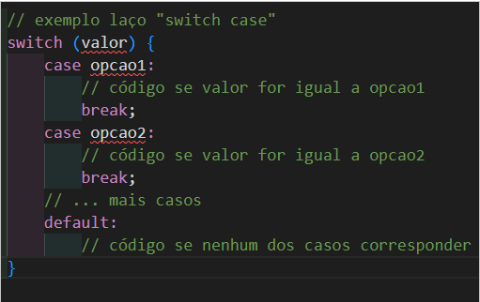 // exemplo laço "switch case"
switch (valor) {
    case opcao1:
        // código se valor for igual a opcao1
        break;
    case opcao2:
        // código se valor for igual a opcao2
        break;
    // ... mais casos
    default:
        // código se nenhum dos casos corresponder
}